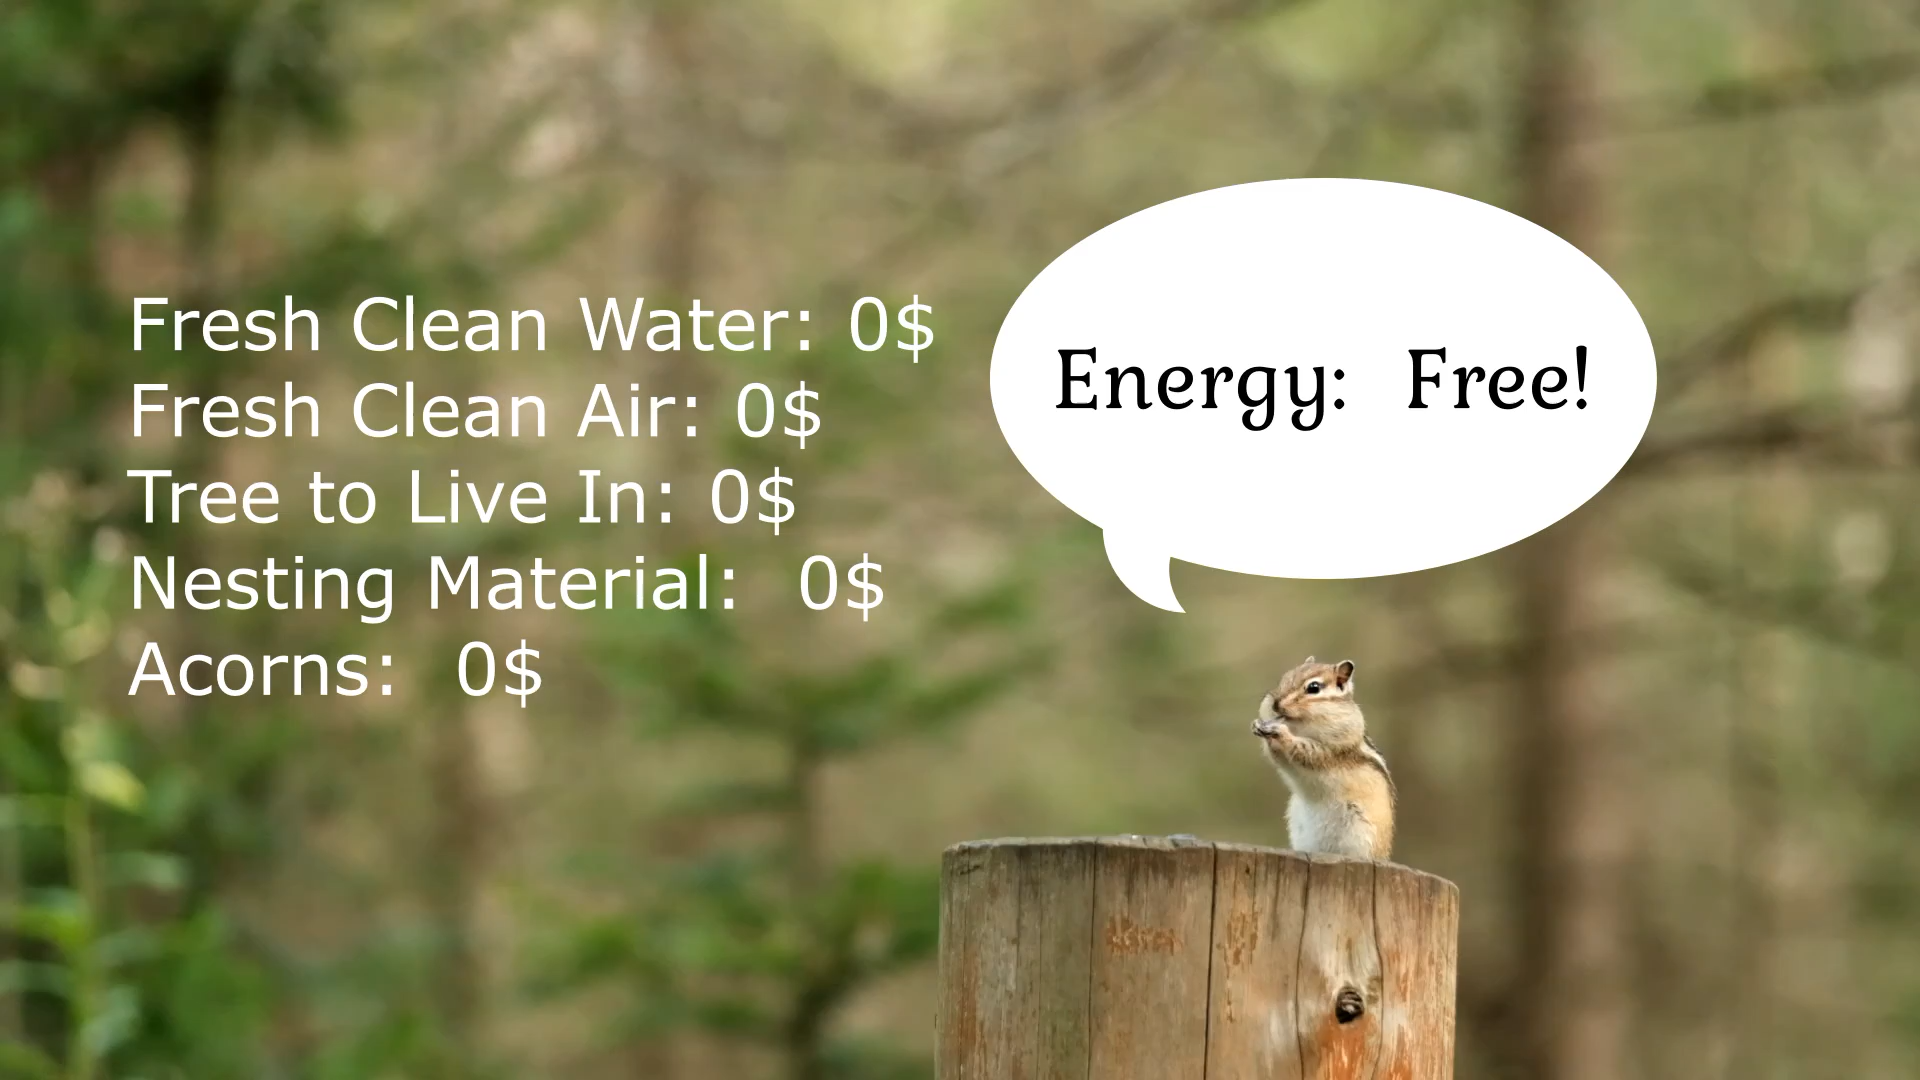 Fresh Clean Water: 0$
Fresh Clean Air: 0$
Tree to Live In: 0$
Nesting Material:  0$
Acorns:  0$
Energy:  Free!